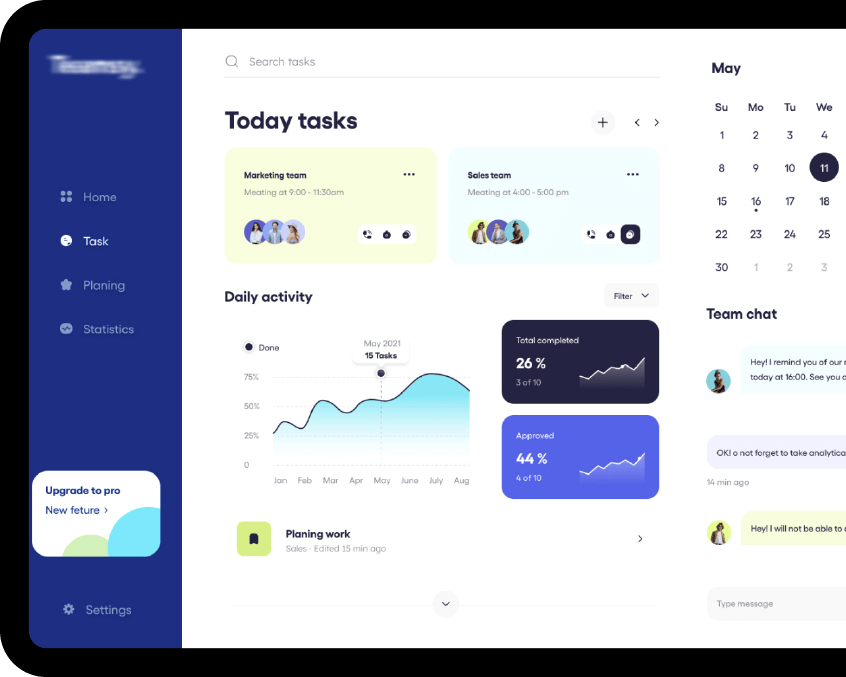 Home
Task
Planing
Statistics
Upgrade to pro
New feture ›
Settings
Search tasks
Today tasks
Marketing team
Meating at 9:00 - 11:30am
Sales team
Meating at 4:00 - 5:00 pm
Daily activity
Filter
Done
May 2021
15 Tasks
75%
50%
25%
0
Jan Feb Mar Apr May June July Aug
Total completed
26 %
3 of 10
Approved
44 %
4 of 10
Planing work
Sales · Edited 15 min ago
May
Su Mo Tu We
1 2 3 4
8 9 10 11
15 16 17 18
22 23 24 25
30 1 2 3
Team chat
Hey! I remind you of our
today at 16:00. See you
OK! o not forget to take analytica
14 min ago
Hey! I will not be able to
Type message